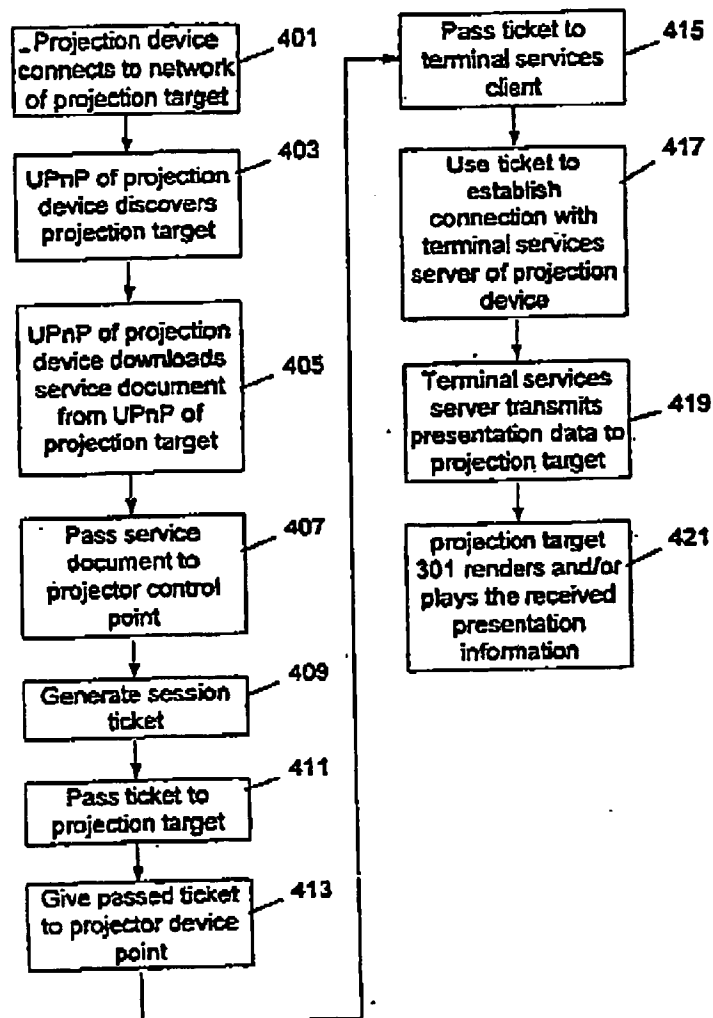 Projection device
connects to network
of projection target
401
UPnP of projection
device discovers
projection target
403
UPnP of projection
device downloads
service document
from UPnP of
projection target
405
Pass service
document to
projector control
point
407
Generate session
ticket
409
Pass ticket to
projection target
411
Give passed ticket
to projector device
point
413
Pass ticket to
terminal services
client
415
Use ticket to
establish
connection with
terminal services
server of projection
device
417
Terminal services
server transmits
presentation data to
projection target
419
projection target
301 renders and/or
plays the received
presentation
information
421